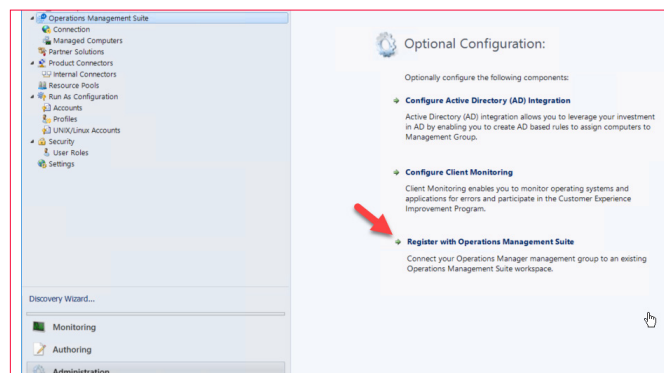 Operations Management Suite
Connection
Managed Computers
Partner Solutions
Product Connectors
Internal Connectors
Resource Pools
Run As Configuration
Accounts
Profiles
UNIX/Linux Accounts
Security
User Roles
Settings
Discovery Wizard...
Monitoring
Authoring
Administration
Optional Configuration:
Optionally configure the following components:
Configure Active Directory (AD) Integration
Active Directory (AD) integration allows you to leverage your investment
in AD by enabling you to create AD based rules to assign computers to
Management Group.
Configure Client Monitoring
Client Monitoring enables you to monitor operating systems and
applications for errors and participate in the Customer Experience
Improvement Program.
Register with Operations Management Suite
Connect your Operations Manager management group to an existing
Operations Management Suite workspace.